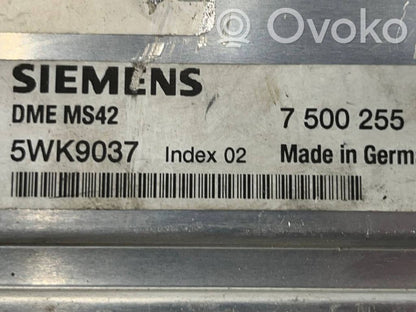 Ovoko
SIEMENS
DME MS42 7 500 255
5WK9037 Index 02 Made in Germ